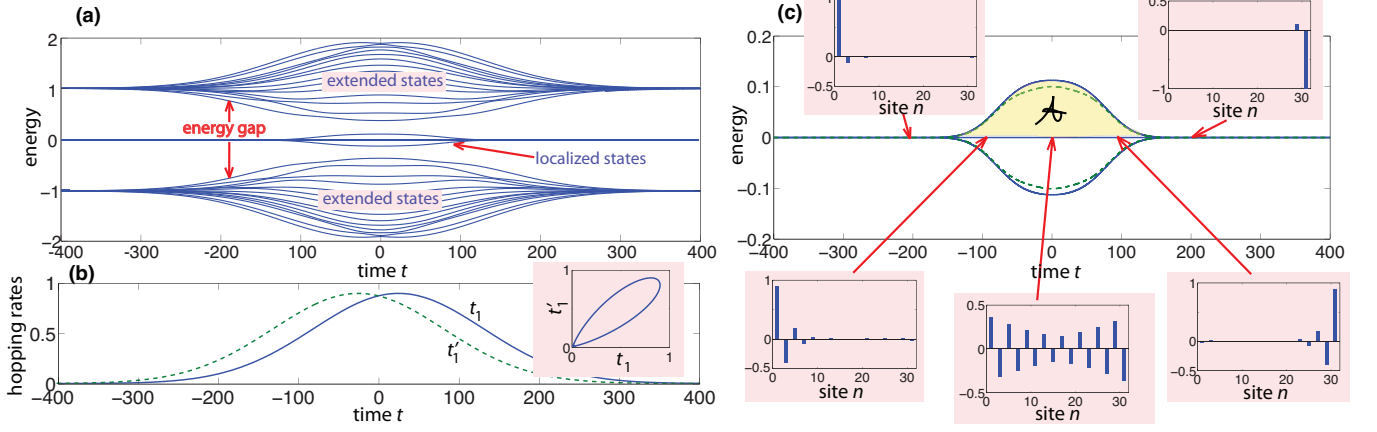 (a)
2
1
0
−1
−2
energy
extended states
energy gap
localized states
extended states
−400 −300 −200 −100 0 100 200 300 400
time t
(b)
1
0.5
0
hopping rates
t₁
t′₁
1
t′₁
0
0 t₁ 1
−400 −300 −200 −100 0 100 200 300 400
time t
(c)
1
0
−0.5
0 10 20 30
site n
0.5
0
−1
0 10 20 30
site n
0.2
0.1
0
−0.1
−0.2
energy
𝒜
−400 −300 −200 −100 0 100 200 300 400
time t
1
0
−0.5
0 10 20 30
site n
0.5
0
−0.5
0 10 20 30
site n
1
0
−0.5
0 10 20 30
site n